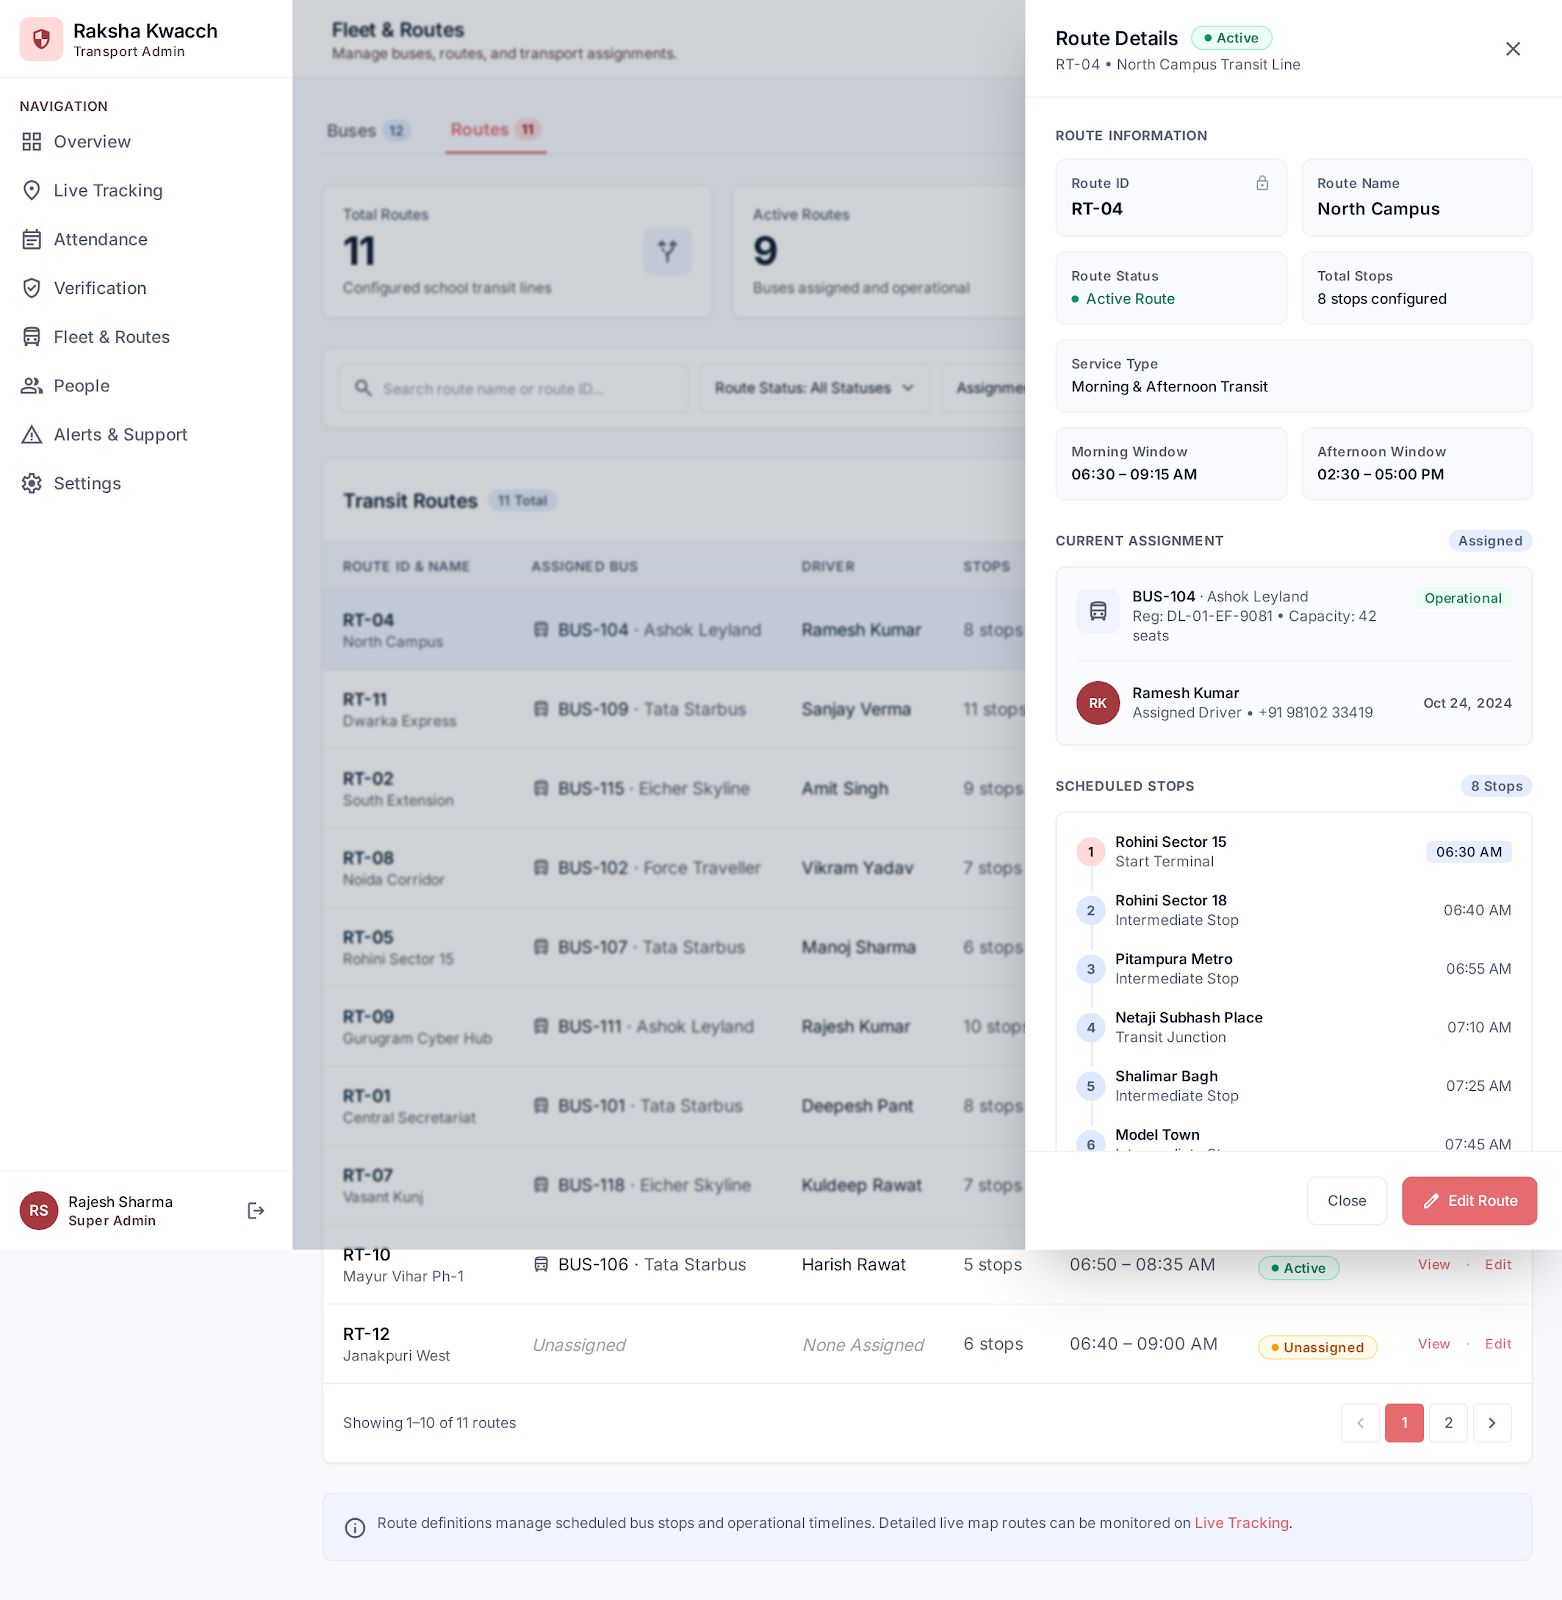 Raksha Kwacch
Transport Admin
NAVIGATION
Overview
Live Tracking
Attendance
Verification
Fleet & Routes
People
Alerts & Support
Settings
RS
Rajesh Sharma
Super Admin
Fleet & Routes
Manage buses, routes, and transport assignments.
Buses 12
Routes 11
Total Routes
11
Configured school transit lines
Active Routes
9
Buses assigned and operational
Search route name or route ID...
Route Status: All Statuses
Transit Routes 11 Total
ROUTE ID & NAME ASSIGNED BUS DRIVER STOPS
RT-04
North Campus
BUS-104 · Ashok Leyland
Ramesh Kumar
8 stops
RT-11
Dwarka Express
BUS-109 · Tata Starbus
Sanjay Verma
11 stops
RT-02
South Extension
BUS-115 · Eicher Skyline
Amit Singh
9 stops
RT-08
Noida Corridor
BUS-102 · Force Traveller
Vikram Yadav
7 stops
RT-05
Rohini Sector 15
BUS-107 · Tata Starbus
Manoj Sharma
6 stops
RT-09
Gurugram Cyber Hub
BUS-111 · Ashok Leyland
Rajesh Kumar
10 stops
RT-01
Central Secretariat
BUS-101 · Tata Starbus
Deepesh Pant
8 stops
RT-07
Vasant Kunj
BUS-118 · Eicher Skyline
Kuldeep Rawat
7 stops
RT-10
Mayur Vihar Ph-1
BUS-106 · Tata Starbus
Harish Rawat
5 stops
06:50 – 08:35 AM
Active
View · Edit
RT-12
Janakpuri West
Unassigned
None Assigned
6 stops
06:40 – 09:00 AM
Unassigned
View · Edit
Showing 1–10 of 11 routes
1 2
Route definitions manage scheduled bus stops and operational timelines. Detailed live map routes can be monitored on Live Tracking.
Route Details Active
RT-04 • North Campus Transit Line
ROUTE INFORMATION
Route ID
RT-04
Route Name
North Campus
Route Status
Active Route
Total Stops
8 stops configured
Service Type
Morning & Afternoon Transit
Morning Window
06:30 – 09:15 AM
Afternoon Window
02:30 – 05:00 PM
CURRENT ASSIGNMENT Assigned
BUS-104 · Ashok Leyland
Reg: DL-01-EF-9081 • Capacity: 42
seats
Operational
RK
Ramesh Kumar
Assigned Driver • +91 98102 33419
Oct 24, 2024
SCHEDULED STOPS 8 Stops
1
Rohini Sector 15
Start Terminal
06:30 AM
2
Rohini Sector 18
Intermediate Stop
06:40 AM
3
Pitampura Metro
Intermediate Stop
06:55 AM
4
Netaji Subhash Place
Transit Junction
07:10 AM
5
Shalimar Bagh
Intermediate Stop
07:25 AM
6
Model Town
07:45 AM
Close
Edit Route